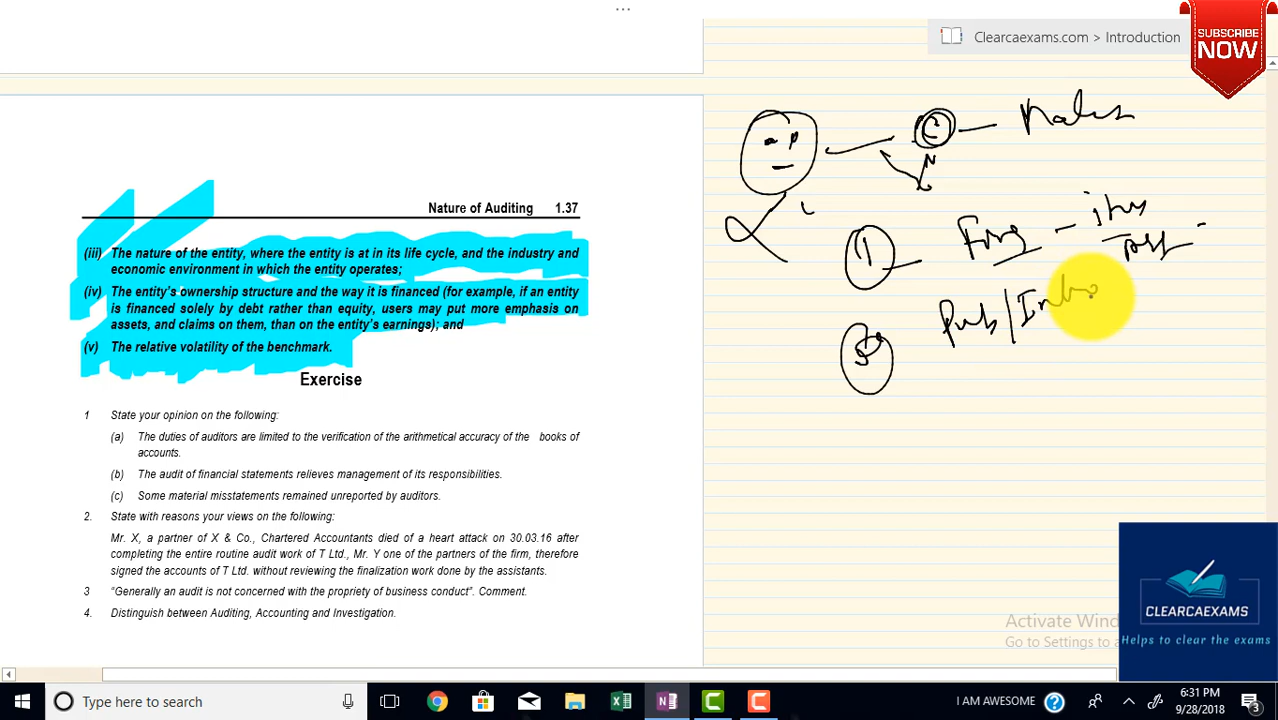 ...
Clearcaexams.com > Introduction
SUBSCRIBE
NOW
Nature of Auditing 1.37
(iii) The nature of the entity, where the entity is at in its life cycle, and the industry and
economic environment in which the entity operates;
(iv) The entity's ownership structure and the way it is financed (for example, if an entity
is financed solely by debt rather than equity, users may put more emphasis on
assets, and claims on them, than on the entity's earnings); and
(v) The relative volatility of the benchmark.
Exercise
1 State your opinion on the following:
(a) The duties of auditors are limited to the verification of the arithmetical accuracy of the books of
accounts.
(b) The audit of financial statements relieves management of its responsibilities.
(c) Some material misstatements remained unreported by auditors.
2. State with reasons your views on the following:
Mr. X, a partner of X & Co., Chartered Accountants died of a heart attack on 30.03.16 after
completing the entire routine audit work of T Ltd., Mr. Y one of the partners of the firm, therefore
signed the accounts of T Ltd. without reviewing the finalization work done by the assistants.
3 "Generally an audit is not concerned with the propriety of business conduct". Comment.
4. Distinguish between Auditing, Accounting and Investigation.
C
N
1
Pub/
CLEARCAEXAMS
Helps to clear the exams
Activate Wind
Go to Settings to a
Type here to search
I AM AWESOME
6:31 PM
9/28/2018
3